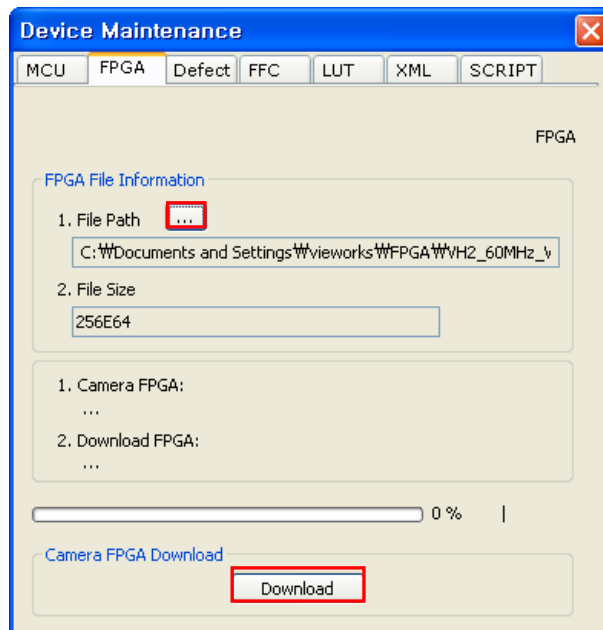 Device Maintenance
MCU FPGA Defect FFC LUT XML SCRIPT
FPGA
FPGA File Information
1. File Path ...
C:₩Documents and Settings₩vieworks₩FPGA₩VH2_60MHz_
2. File Size
256E64
1. Camera FPGA:
...
2. Download FPGA:
...
0 %
Camera FPGA Download
Download